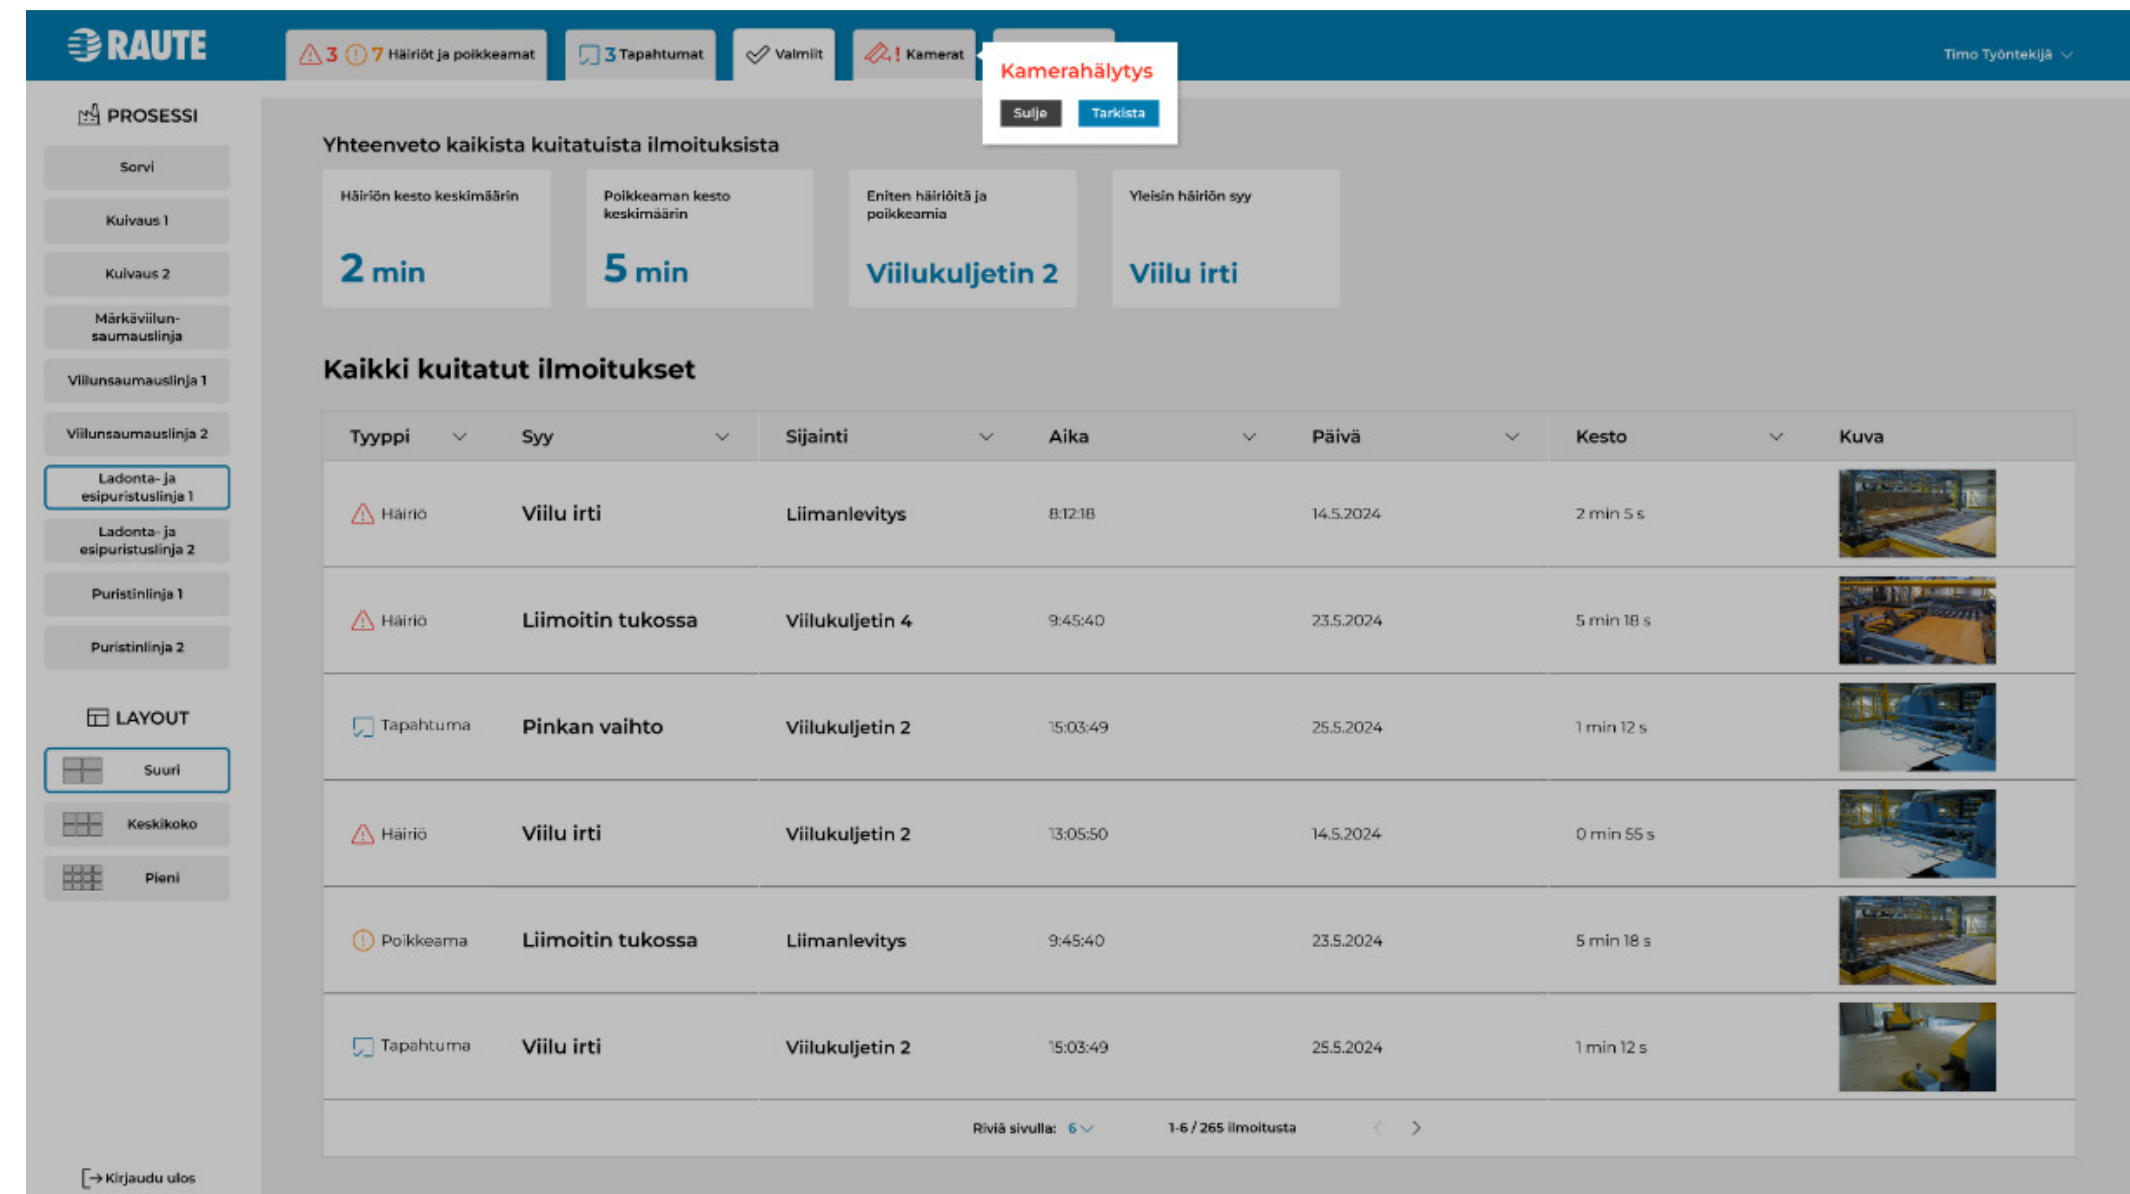 RAUTE
3 7 Häiriöt ja poikkeamat
3 Tapahtumat
Valmiit
! Kamerat
Kamerahälytys
Sulje
Tarkista
Timo Työntekijä
PROSESSI
Sorvi
Kuivaus 1
Kuivaus 2
Märkäviilun-
saumauslinja
Viilunsaumauslinja 1
Viilunsaumauslinja 2
Ladonta- ja
esipuristuslinja 1
Ladonta- ja
esipuristuslinja 2
Puristinlinja 1
Puristinlinja 2
LAYOUT
Suuri
Keskikoko
Pieni
Kirjaudu ulos
Yhteenveto kaikista kuitatuista ilmoituksista
Häiriön kesto keskimäärin
2 min
Poikkeaman kesto
keskimäärin
5 min
Eniten häiriöitä ja
poikkeamia
Viilukuljetin 2
Yleisin häiriön syy
Viilu irti
Kaikki kuitatut ilmoitukset
Tyyppi Syy Sijainti Aika Päivä Kesto Kuva
Häiriö Viilu irti Liimanlevitys 8:12:18 14.5.2024 2 min 5 s
Häiriö Liimoitin tukossa Viilukuljetin 4 9:45:40 23.5.2024 5 min 18 s
Tapahtuma Pinkan vaihto Viilukuljetin 2 15:03:49 25.5.2024 1 min 12 s
Häiriö Viilu irti Viilukuljetin 2 13:05:50 14.5.2024 0 min 55 s
Poikkeama Liimoitin tukossa Liimanlevitys 9:45:40 23.5.2024 5 min 18 s
Tapahtuma Viilu irti Viilukuljetin 2 15:03:49 25.5.2024 1 min 12 s
Riviä sivulla: 6 1-6 / 265 ilmoitusta